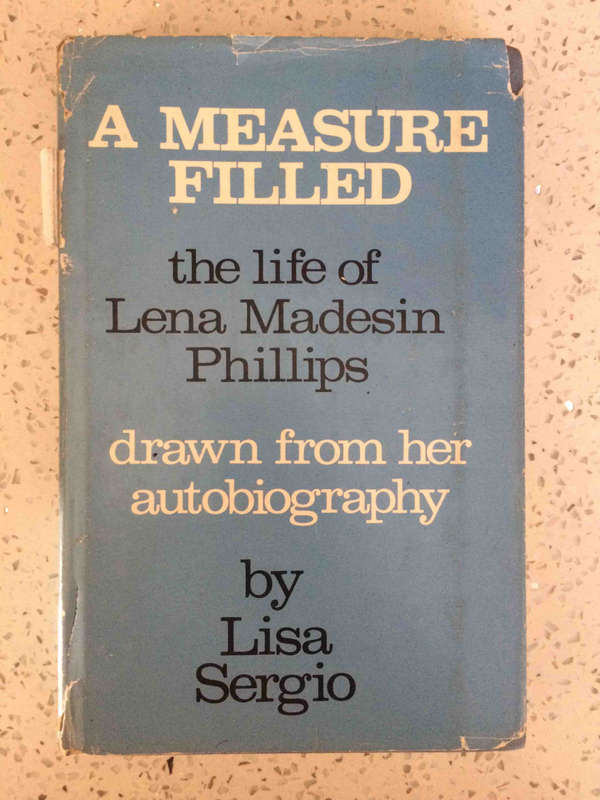 A MEASURE
FILLED
the life of
Lena Madesin
Phillips
drawn from her
autobiography
by
Lisa
Sergio